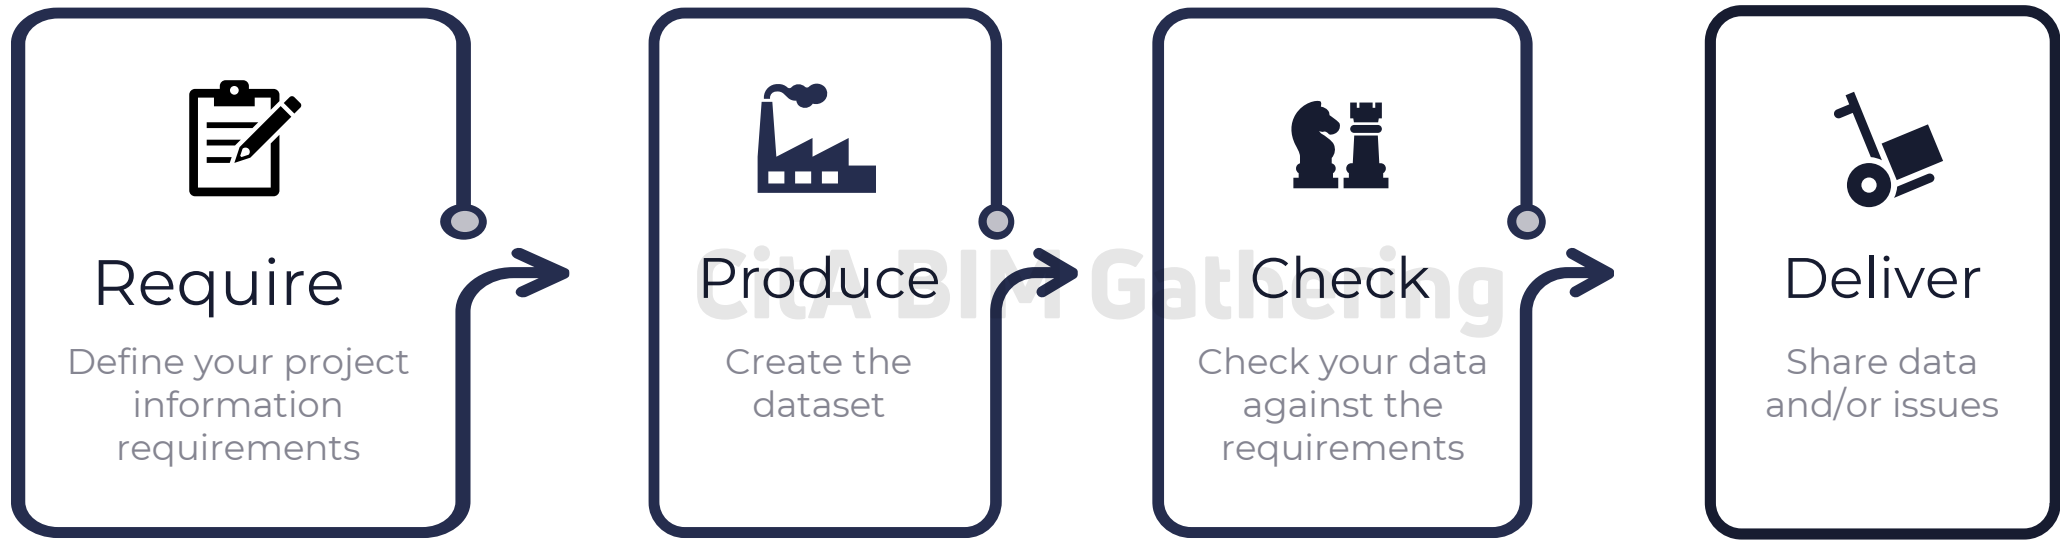 Require
Define your project
information
requirements
Produce
Create the
dataset
Check
Check your data
against the
requirements
Deliver
Share data
and/or issues
CitA BIM Gathering